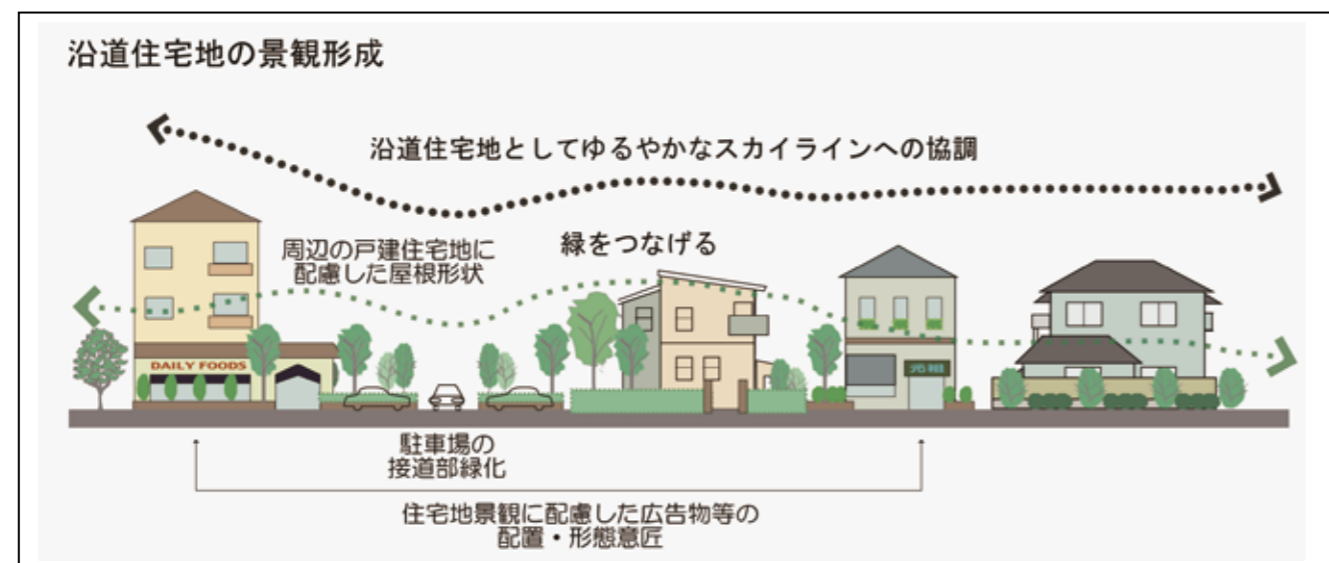 沿道住宅地の景観形成
沿道住宅地としてゆるやかなスカイラインへの協調
周辺の戸建住宅地に
配慮した屋根形状
緑をつなげる
DAILY FOODS
元祖
駐車場の
接道部緑化
住宅地景観に配慮した広告物等の
配置・形態意匠